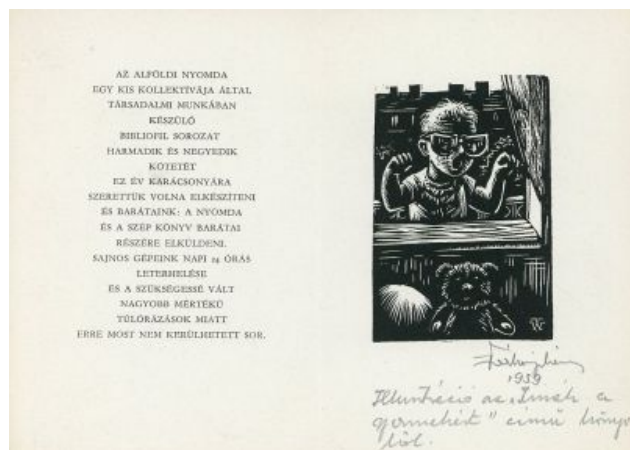 AZ ALFÖLDI NYOMDA
EGY KIS KOLLEKTÍVÁJA ÁLTAL
TÁRSADALMI MUNKÁBAN
KÉSZÜLŐ
BIBLIOFIL SOROZAT
HARMADIK ÉS NEGYEDIK
KÖTETÉT
EZ ÉV KARÁCSONYÁRA
SZERETTÜK VOLNA ELKÉSZÍTENI
ÉS BARÁTAINK: A NYOMDA
ÉS A SZÉP KÖNYV BARÁTAI
RÉSZÉRE ELKÜLDENI.
SAJNOS GÉPEINK NAPI 24 ÓRÁS
LETERHELÉSE
ÉS A SZÜKSÉGESSÉ VÁLT
NAGYOBB MÉRTÉKŰ
TÚLÓRÁZÁSOK MIATT
ERRE MOST NEM KERÜLHETETT SOR.
1959
Illusztráció az "Imák a
gyermekért" című könyv
ből.